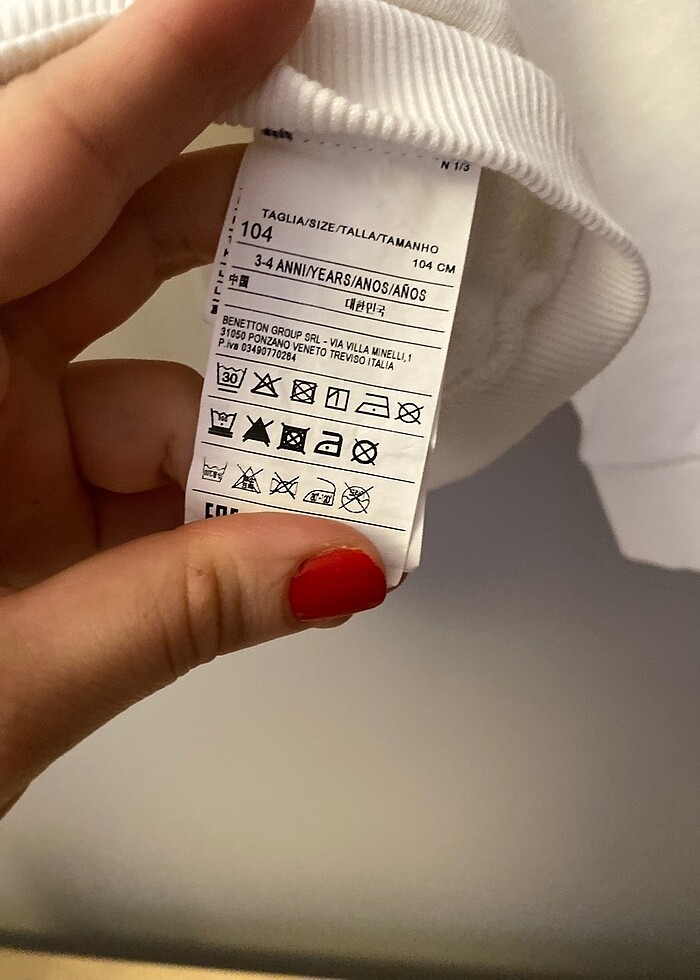 N 1/3
TAGLIA/SIZE/TALLA/TAMANHO
104
104 CM
3-4 ANNI/YEARS/ANOS/AÑOS
中国
대한민국
BENETTON GROUP SRL - VIA VILLA MINELLI,1
31050 PONZANO VENETO TREVISO ITALIA
P.iva 03490770264
30